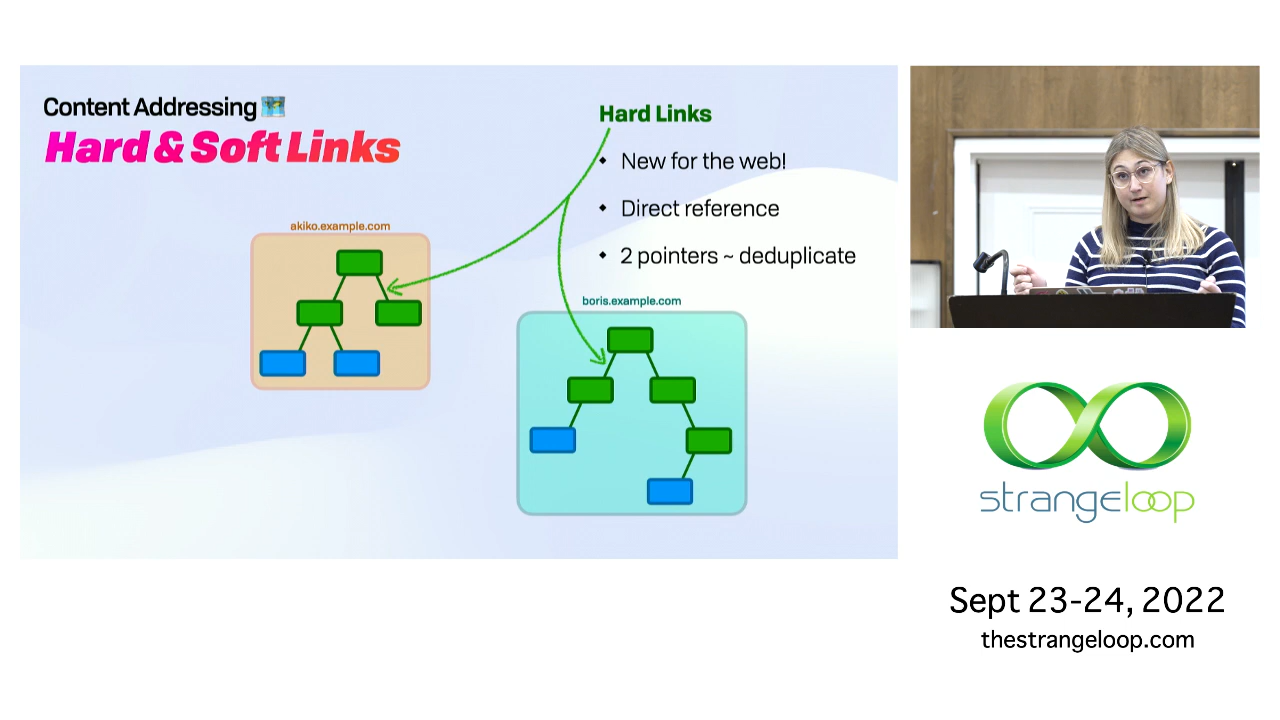 Content Addressing
Hard & Soft Links
Hard Links
New for the web!
Direct reference
2 pointers ~ deduplicate
akiko.example.com
boris.example.com
strangeloop
Sept 23-24, 2022
thestrangeloop.com